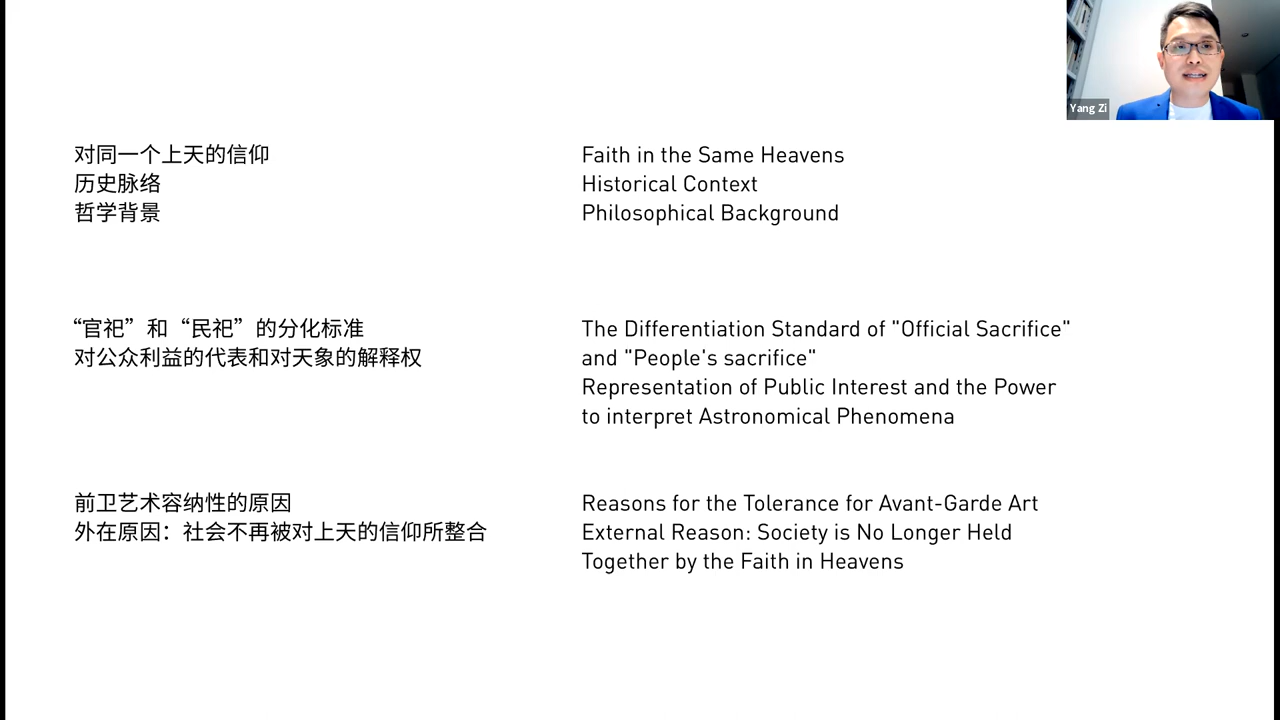 Yang Zi
对同一个上天的信仰
历史脉络
哲学背景
Faith in the Same Heavens
Historical Context
Philosophical Background
“官祀”和“民祀”的分化标准
对公众利益的代表和对天象的解释权
The Differentiation Standard of "Official Sacrifice"
and "People's sacrifice"
Representation of Public Interest and the Power
to interpret Astronomical Phenomena
前卫艺术容纳性的原因
外在原因：社会不再被对上天的信仰所整合
Reasons for the Tolerance for Avant-Garde Art
External Reason: Society is No Longer Held
Together by the Faith in Heavens